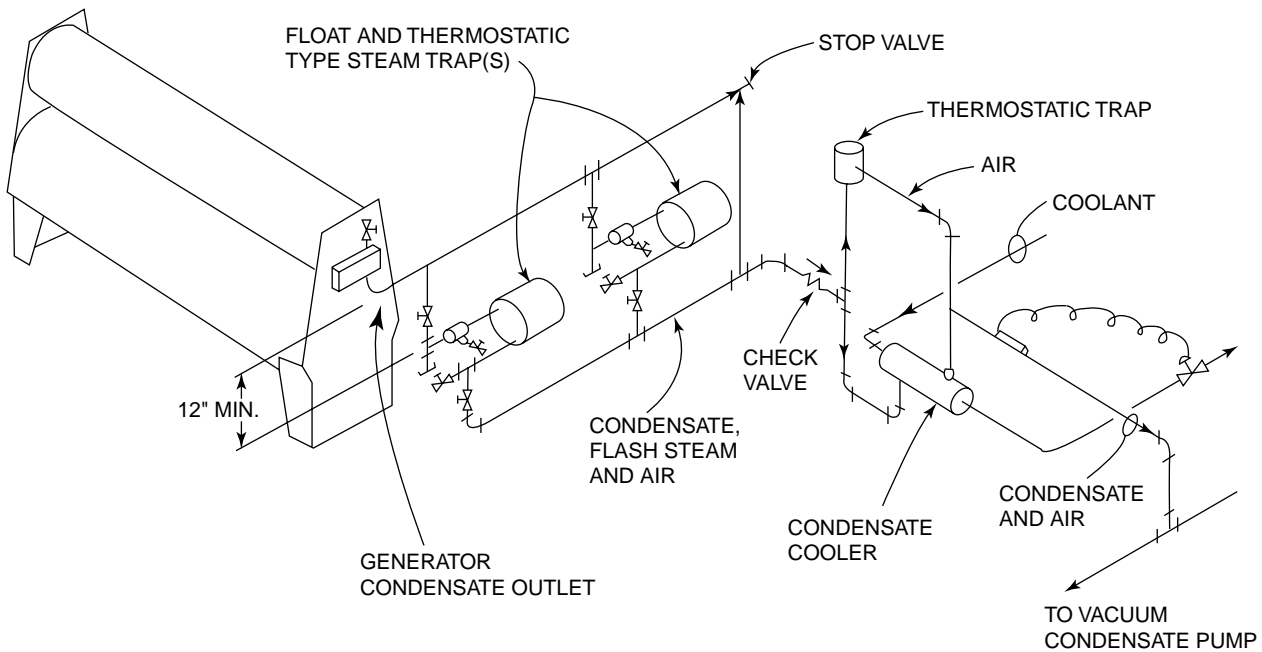 FLOAT AND THERMOSTATIC
TYPE STEAM TRAP(S)
STOP VALVE
THERMOSTATIC TRAP
AIR
COOLANT
12" MIN.
CHECK
VALVE
CONDENSATE,
FLASH STEAM
AND AIR
CONDENSATE
AND AIR
CONDENSATE
COOLER
GENERATOR
CONDENSATE OUTLET
TO VACUUM
CONDENSATE PUMP